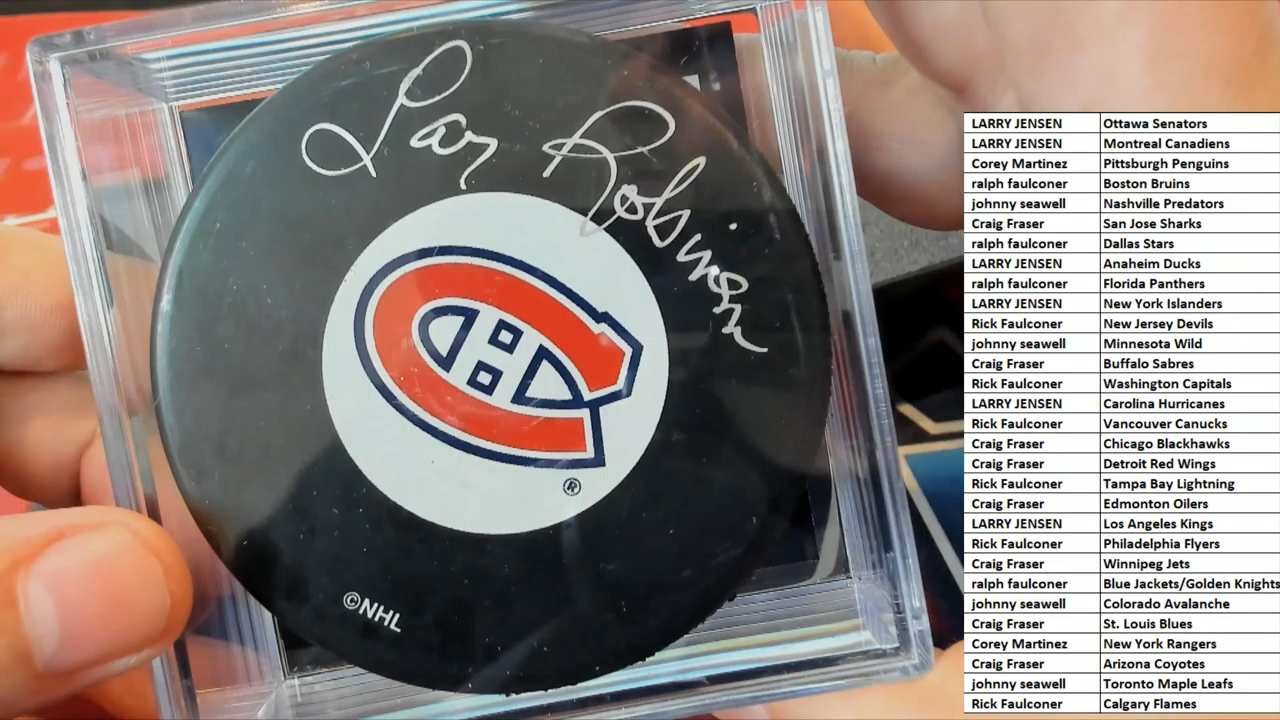 Larry Robinson
®
©NHL
LARRY JENSEN Ottawa Senators
LARRY JENSEN Montreal Canadiens
Corey Martinez Pittsburgh Penguins
ralph faulconer Boston Bruins
johnny seawell Nashville Predators
Craig Fraser San Jose Sharks
ralph faulconer Dallas Stars
LARRY JENSEN Anaheim Ducks
ralph faulconer Florida Panthers
LARRY JENSEN New York Islanders
Rick Faulconer New Jersey Devils
johnny seawell Minnesota Wild
Craig Fraser Buffalo Sabres
Rick Faulconer Washington Capitals
LARRY JENSEN Carolina Hurricanes
Rick Faulconer Vancouver Canucks
Craig Fraser Chicago Blackhawks
Craig Fraser Detroit Red Wings
Rick Faulconer Tampa Bay Lightning
Craig Fraser Edmonton Oilers
LARRY JENSEN Los Angeles Kings
Rick Faulconer Philadelphia Flyers
Craig Fraser Winnipeg Jets
ralph faulconer Blue Jackets/Golden Knights
johnny seawell Colorado Avalanche
Craig Fraser St. Louis Blues
Corey Martinez New York Rangers
Craig Fraser Arizona Coyotes
johnny seawell Toronto Maple Leafs
Rick Faulconer Calgary Flames